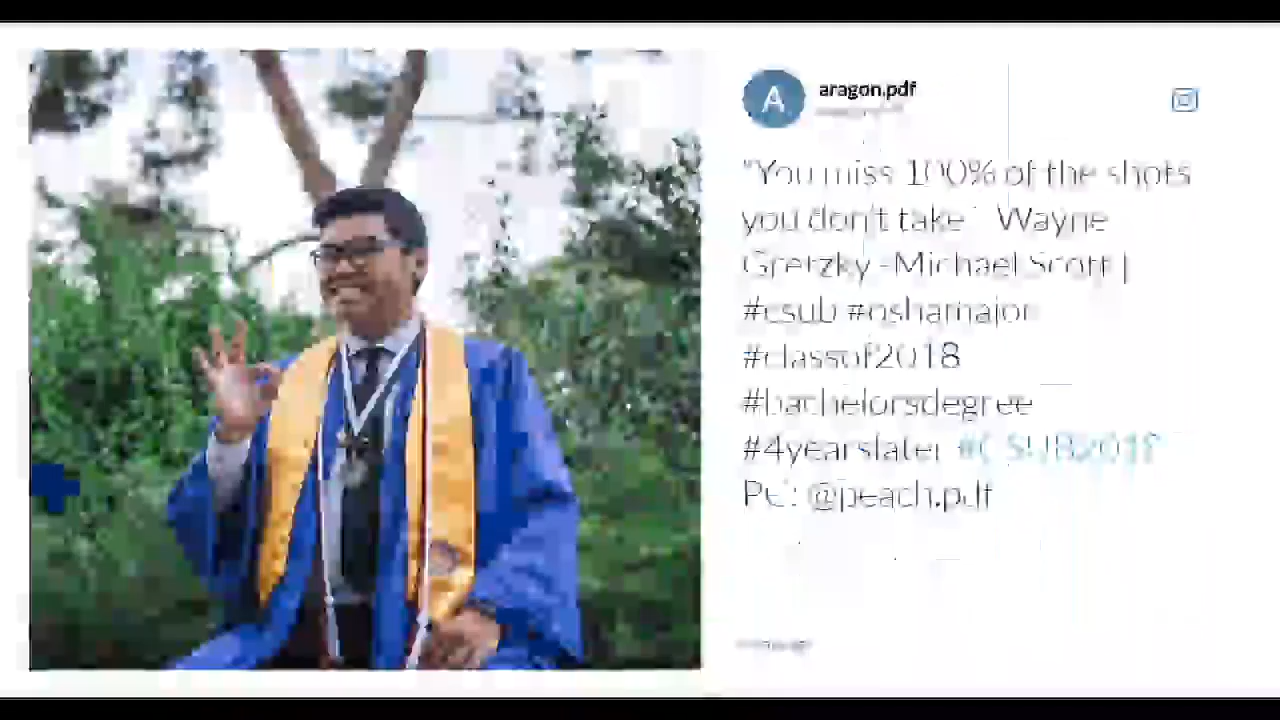 A
aragon.pdf
"You miss 100% of the shots
you don't take" Wayne
Gretzky -Michael Scott |
#csub #oshamajor
#classof2018
#bachelorsdegree
#4yearslater #CSUB2018
PC: @peach.pdf